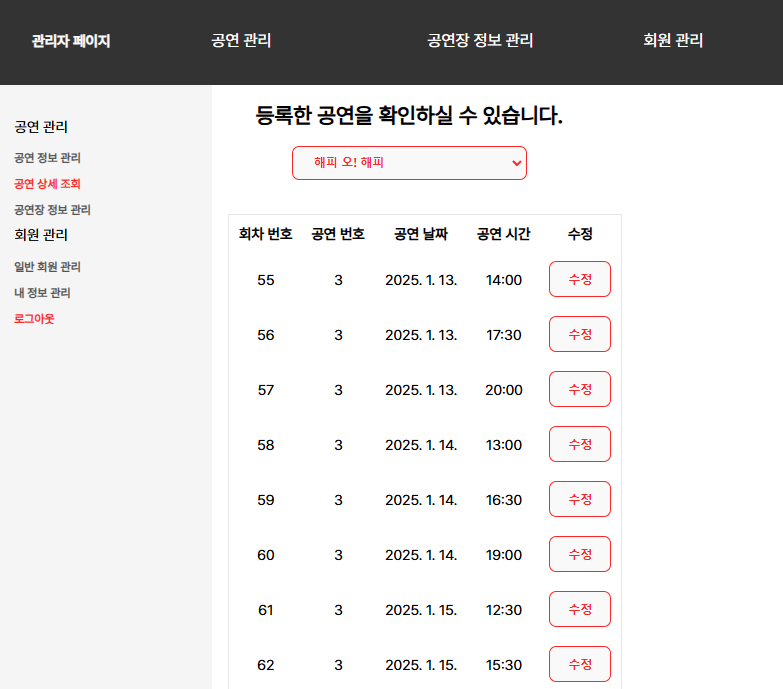 관리자 페이지 공연 관리 공연장 정보 관리 회원 관리
공연 관리
공연 정보 관리
공연 상세 조회
공연장 정보 관리
회원 관리
일반 회원 관리
내 정보 관리
로그아웃
등록한 공연을 확인하실 수 있습니다.
해피 오! 해피
회차 번호 공연 번호 공연 날짜 공연 시간 수정
55 3 2025. 1. 13. 14:00 수정
56 3 2025. 1. 13. 17:30 수정
57 3 2025. 1. 13. 20:00 수정
58 3 2025. 1. 14. 13:00 수정
59 3 2025. 1. 14. 16:30 수정
60 3 2025. 1. 14. 19:00 수정
61 3 2025. 1. 15. 12:30 수정
62 3 2025. 1. 15. 15:30 수정